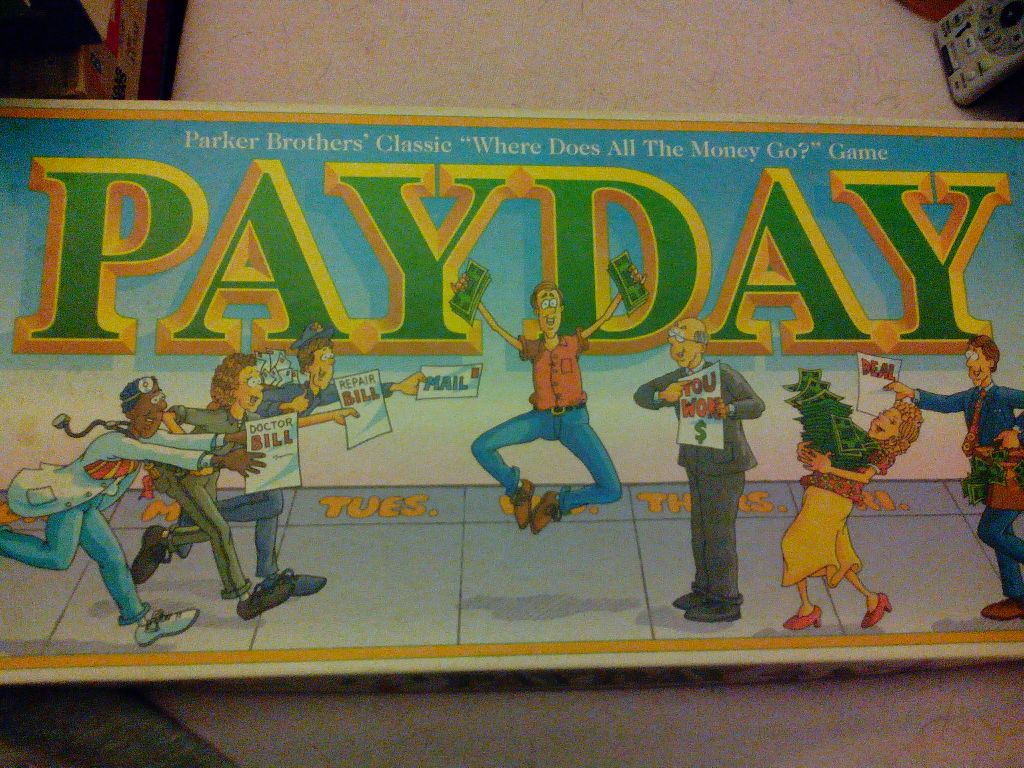 Parker Brothers' Classic "Where Does All The Money Go?" Game
PAYDAY
MAIL
REPAIR
BILL
DOCTOR
BILL
YOU
WON
$
DEAL
TUES.